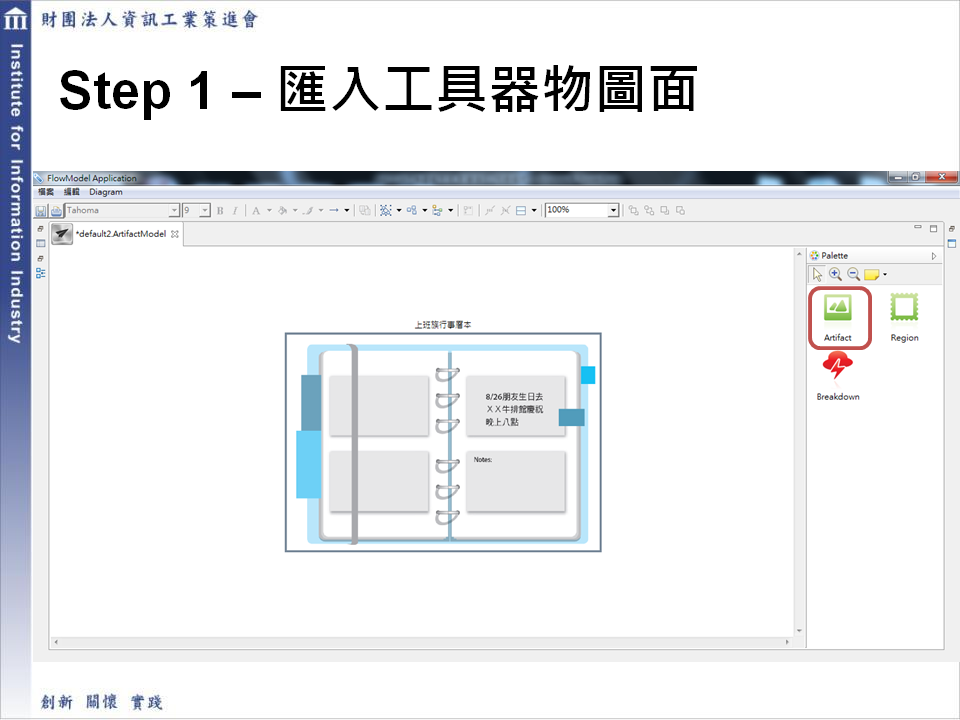 財團法人資訊工業策進會
Institute for Information Industry
Step 1 – 匯入工具器物圖面
FlowModel Application
檔案 編輯 Diagram
Tahoma 9 B I A 100%
*default2.ArtifactModel
Palette
Artifact
Region
Breakdown
上班族行事曆本
8/26朋友生日去
ＸＸ牛排館慶祝
晚上八點
Notes:
創新 關懷 實踐